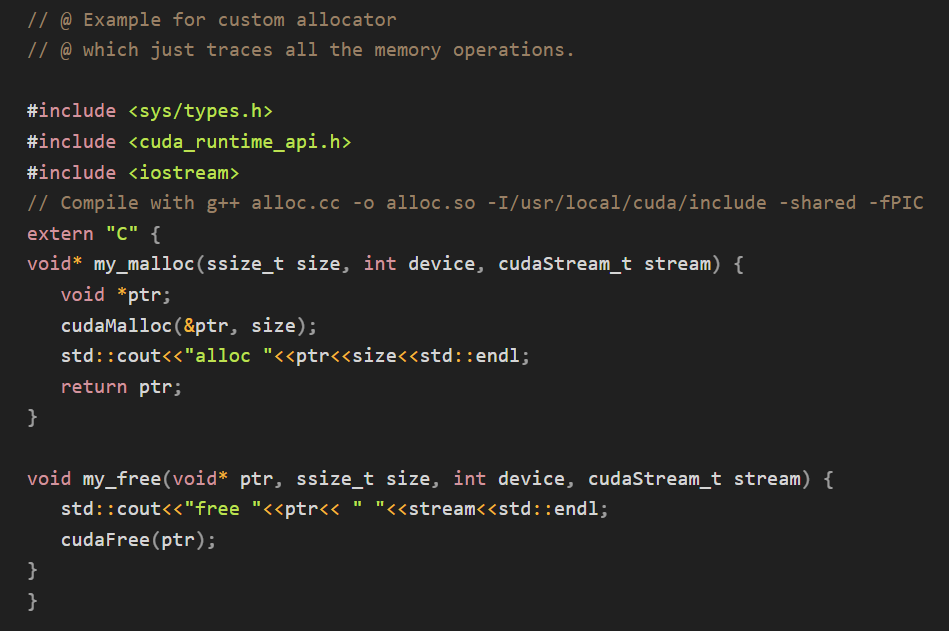 // @ Example for custom allocator
// @ which just traces all the memory operations.
#include <sys/types.h>
#include <cuda_runtime_api.h>
#include <iostream>
// Compile with g++ alloc.cc -o alloc.so -I/usr/local/cuda/include -shared -fPIC
extern "C" {
void* my_malloc(ssize_t size, int device, cudaStream_t stream) {
   void *ptr;
   cudaMalloc(&ptr, size);
   std::cout<<"alloc "<<ptr<<size<<std::endl;
   return ptr;
}
void my_free(void* ptr, ssize_t size, int device, cudaStream_t stream) {
   std::cout<<"free "<<ptr<< " "<<stream<<std::endl;
   cudaFree(ptr);
}
}